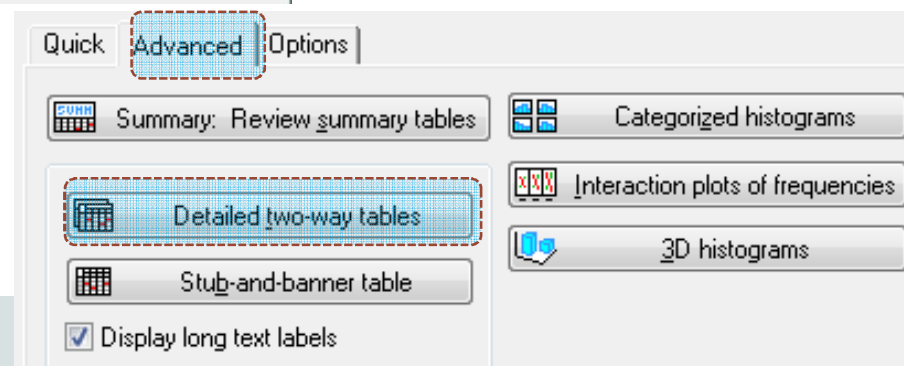 Quick Advanced Options
SUMM
Summary: Review summary tables
Detailed two-way tables
Stub-and-banner table
Display long text labels
Categorized histograms
Interaction plots of frequencies
3D histograms